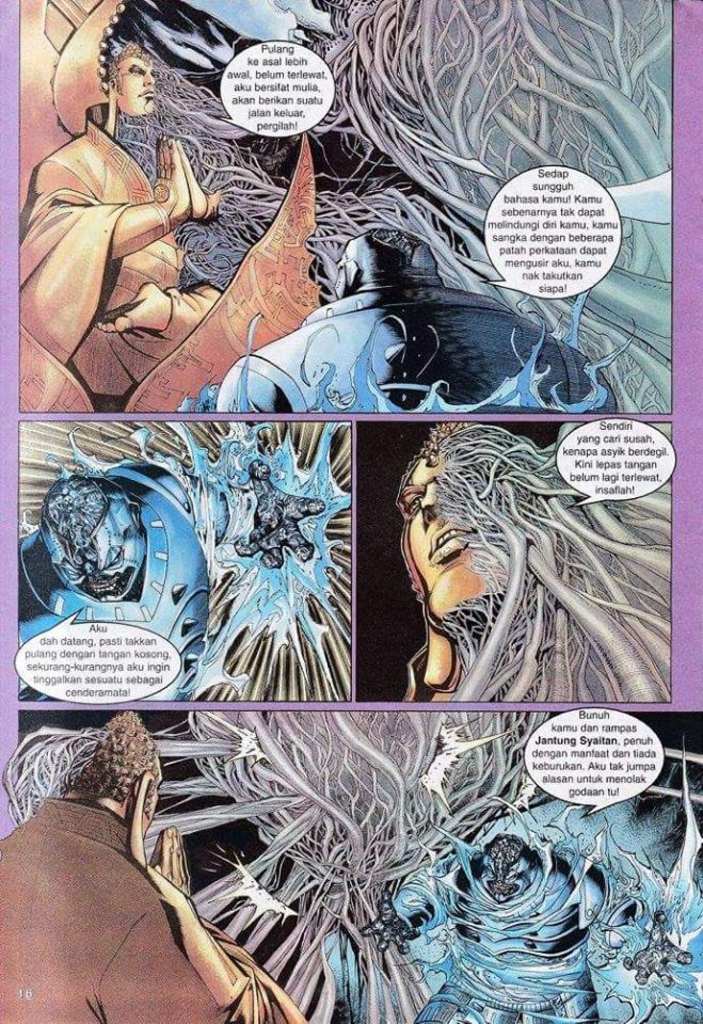 Pulang
ke asal lebih
awal, belum terlewat,
aku bersifat mulia,
akan berikan suatu
jalan keluar,
pergilah!
Sedap
sungguh
bahasa kamu! Kamu
sebenarnya tak dapat
melindungi diri kamu, kamu
sangka dengan beberapa
patah perkataan dapat
mengusir aku, kamu
nak takutkan
siapa!
Aku
dah datang, pasti takkan
pulang dengan tangan kosong,
sekurang-kurangnya aku ingin
tinggalkan sesuatu sebagai
cenderamata!
Sendiri
yang cari susah,
kenapa asyik berdegil.
Kini lepas tangan
belum lagi terlewat,
insaflah!
Bunuh
kamu dan rampas
Jantung Syaitan, penuh
dengan manfaat dan tiada
keburukan. Aku tak jumpa
alasan untuk menolak
godaan tu!
16